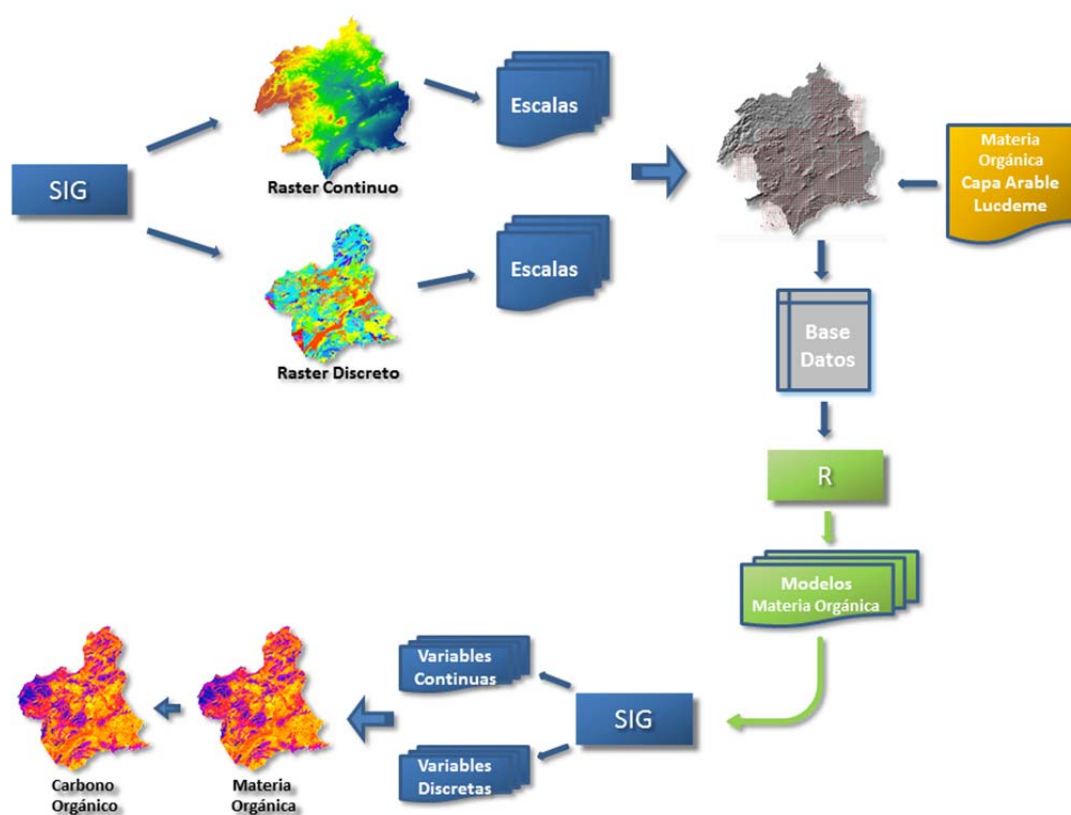 SIG
Raster Continuo
Escalas
Raster Discreto
Escalas
Materia
Orgánica
Capa Arable
Lucdeme
Base
Datos
R
Modelos
Materia Orgánica
SIG
Variables
Continuas
Variables
Discretas
Materia
Orgánica
Carbono
Orgánico